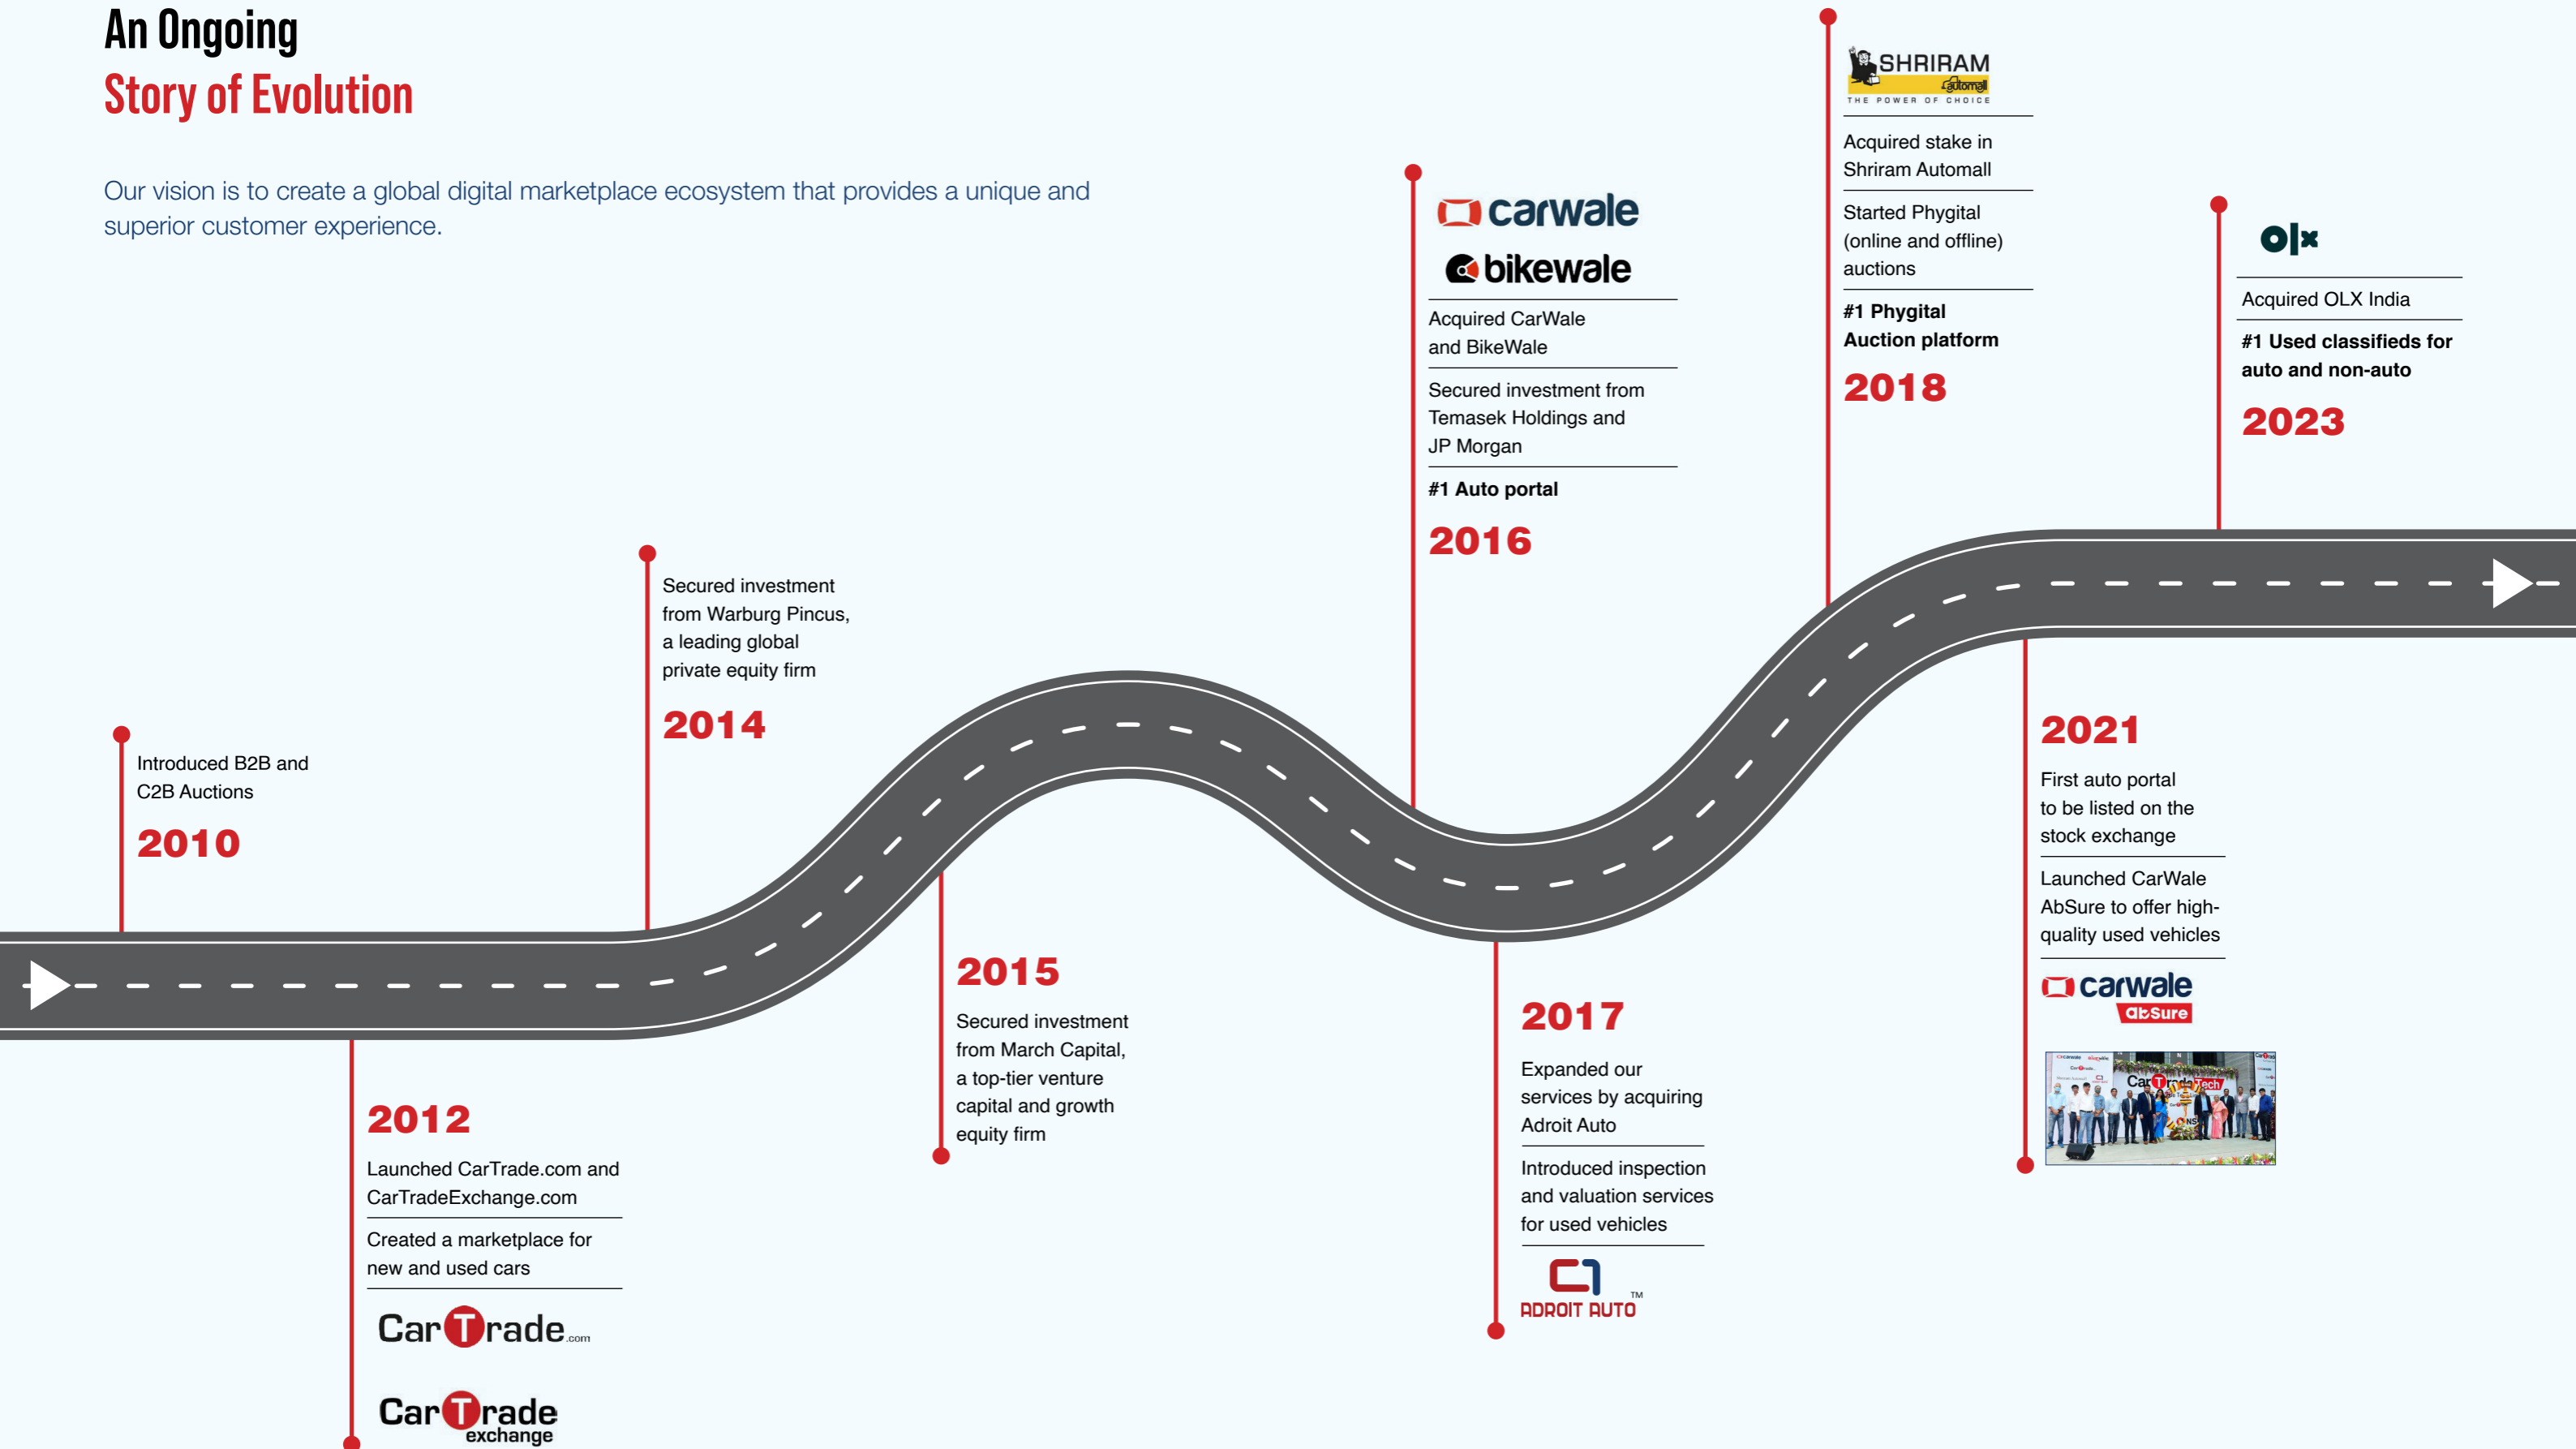 An Ongoing
Story of Evolution
Our vision is to create a global digital marketplace ecosystem that provides a unique and
superior customer experience.
Introduced B2B and
C2B Auctions
2010
2012
Launched CarTrade.com and
CarTradeExchange.com
Created a marketplace for
new and used cars
CarTrade.com
CarTrade
exchange
Secured investment
from Warburg Pincus,
a leading global
private equity firm
2014
2015
Secured investment
from March Capital,
a top-tier venture
capital and growth
equity firm
carwale
bikewale
Acquired CarWale
and BikeWale
Secured investment from
Temasek Holdings and
JP Morgan
#1 Auto portal
2016
2017
Expanded our
services by acquiring
Adroit Auto
Introduced inspection
and valuation services
for used vehicles
ADROIT AUTO TM
SHRIRAM
automall
THE POWER OF CHOICE
Acquired stake in
Shriram Automall
Started Phygital
(online and offline)
auctions
#1 Phygital
Auction platform
2018
2021
First auto portal
to be listed on the
stock exchange
Launched CarWale
AbSure to offer high-
quality used vehicles
carwale
abSure
CarTrade Tech
olx
Acquired OLX India
#1 Used classifieds for
auto and non-auto
2023